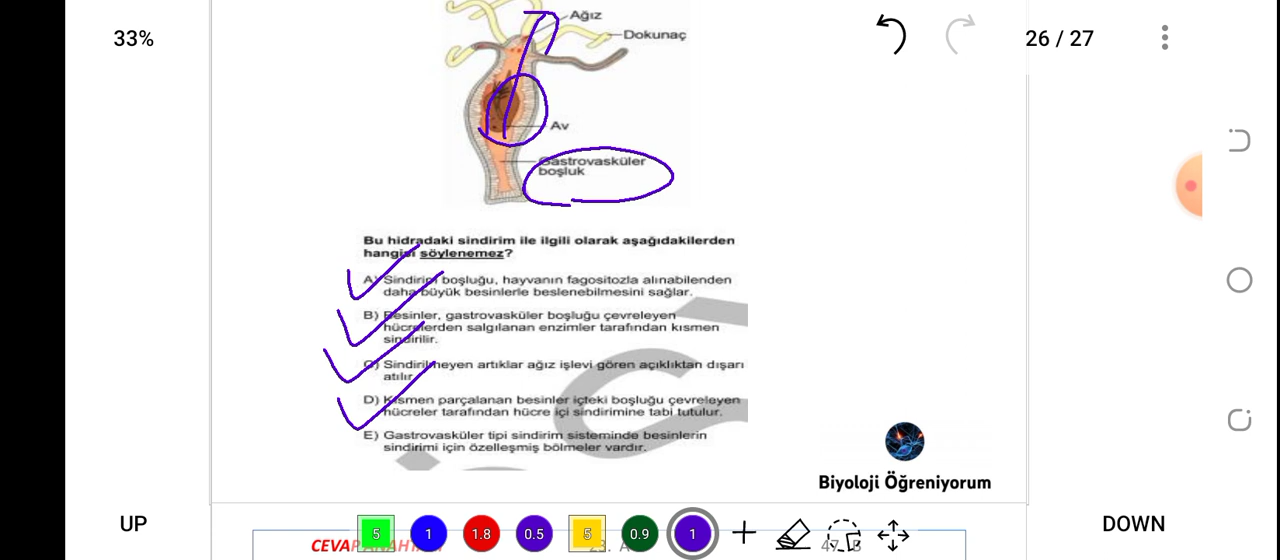 33%
26 / 27
Ağız
Dokunaç
Av
Gastrovasküler
boşluk
Bu hidradaki sindirim ile ilgili olarak aşağıdakilerden
hangisi söylenemez?
A) Sindirim boşluğu, hayvanın fagositozla alınabilenden
daha büyük besinlerle beslenebilmesini sağlar.
B) Besinler, gastrovasküler boşluğu çevreleyen
hücrelerden salgılanan enzimler tarafından kısmen
sindirilir.
C) Sindirilmeyen artıklar ağız işlevi gören açıklıktan dışarı
atılır.
D) Kısmen parçalanan besinler içteki boşluğu çevreleyen
hücreler tarafından hücre içi sindirimine tabi tutulur.
E) Gastrovasküler tipi sindirim sisteminde besinlerin
sindirimi için özelleşmiş bölmeler vardır.
Biyoloji Öğreniyorum
UP
5 1 1.8 0.5 5 0.9 1
DOWN
CEVAP